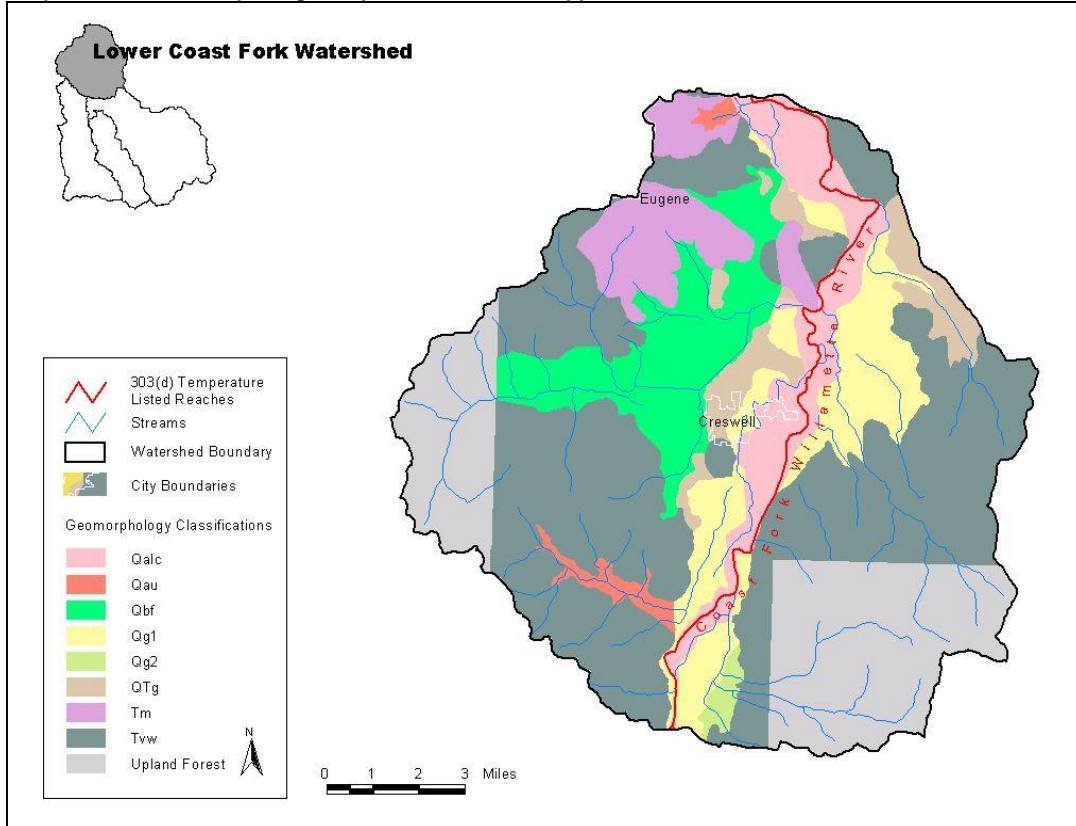 Lower Coast Fork Watershed
Eugene
Creswell
Coast Fork Willamette River
303(d) Temperature
Listed Reaches
Streams
Watershed Boundary
City Boundaries
Geomorphology Classifications
Qalc
Qau
Qbf
Qg1
Qg2
QTg
Tm
Tvw
Upland Forest
N
0 1 2 3 Miles